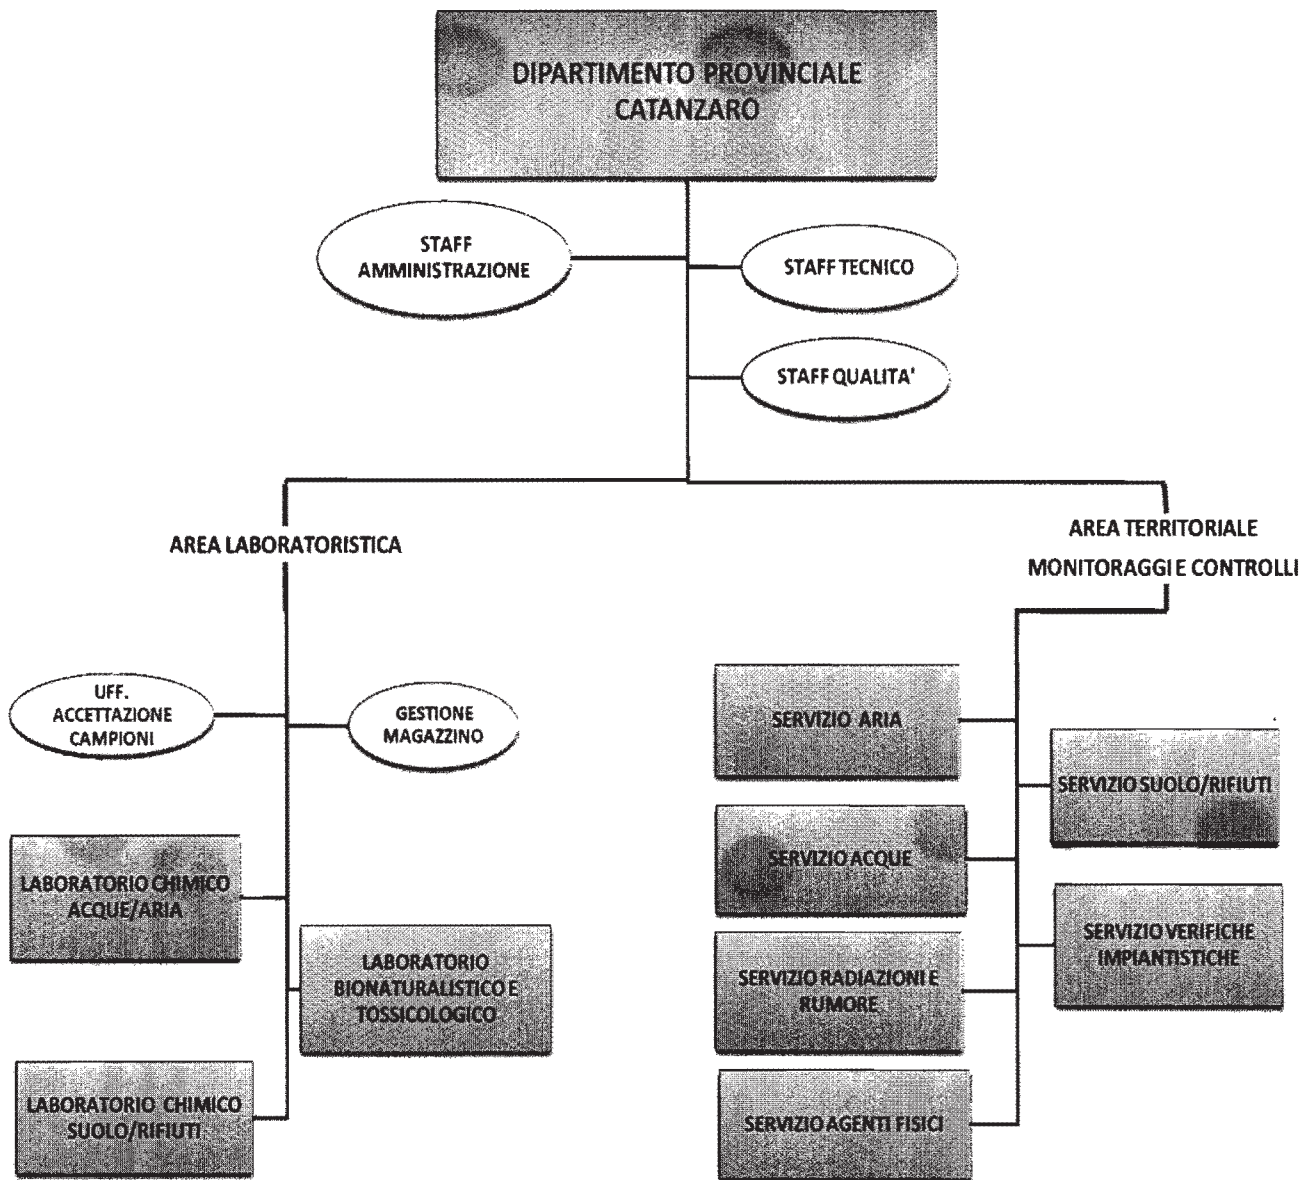 DIPARTIMENTO PROVINCIALE
CATANZARO
STAFF
AMMINISTRAZIONE
STAFF TECNICO
STAFF QUALITA'
AREA LABORATORISTICA
AREA TERRITORIALE
MONITORAGGI E CONTROLLI
UFF.
ACCETTAZIONE
CAMPIONI
GESTIONE
MAGAZZINO
LABORATORIO CHIMICO
ACQUE/ARIA
LABORATORIO
BIONATURALISTICO E
TOSSICOLOGICO
LABORATORIO CHIMICO
SUOLO/RIFIUTI
SERVIZIO ARIA
SERVIZIO SUOLO/RIFIUTI
SERVIZIO ACQUE
SERVIZIO VERIFICHE
IMPIANTISTICHE
SERVIZIO RADIAZIONI E
RUMORE
SERVIZIO AGENTI FISICI